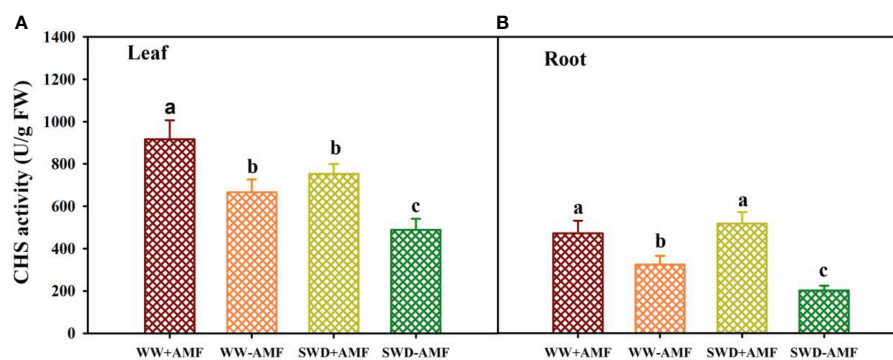 A
B
CHS activity (U/g FW)
1400
1200
1000
800
600
400
200
0
Leaf
a
b
b
c
WW+AMF WW-AMF SWD+AMF SWD-AMF
Root
a
b
a
c
WW+AMF WW-AMF SWD+AMF SWD-AMF